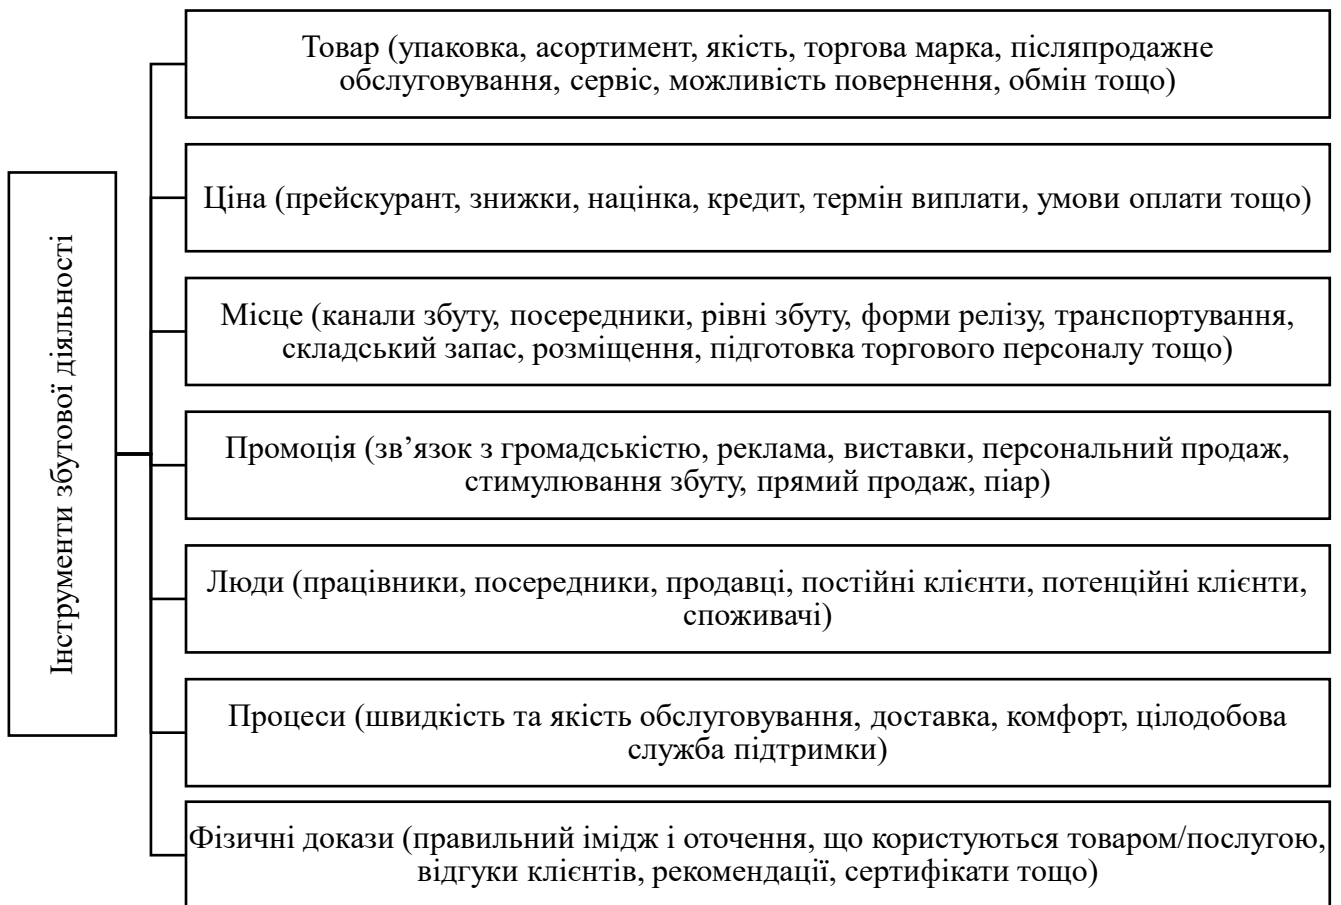 Товар (упаковка, асортимент, якість, торгова марка, післяпродажне
обслуговування, сервіс, можливість повернення, обмін тощо)
Ціна (прейскурант, знижки, націнка, кредит, термін виплати, умови оплати тощо)
Інструменти збутової діяльності
Місце (канали збуту, посередники, рівні збуту, форми релізу, транспортування,
складський запас, розміщення, підготовка торгового персоналу тощо)
Промоція (зв’язок з громадськістю, реклама, виставки, персональний продаж,
стимулювання збуту, прямий продаж, піар)
Люди (працівники, посередники, продавці, постійні клієнти, потенційні клієнти,
споживачі)
Процеси (швидкість та якість обслуговування, доставка, комфорт, цілодобова
служба підтримки)
Фізичні докази (правильний імідж і оточення, що користуються товаром/послугою,
відгуки клієнтів, рекомендації, сертифікати тощо)